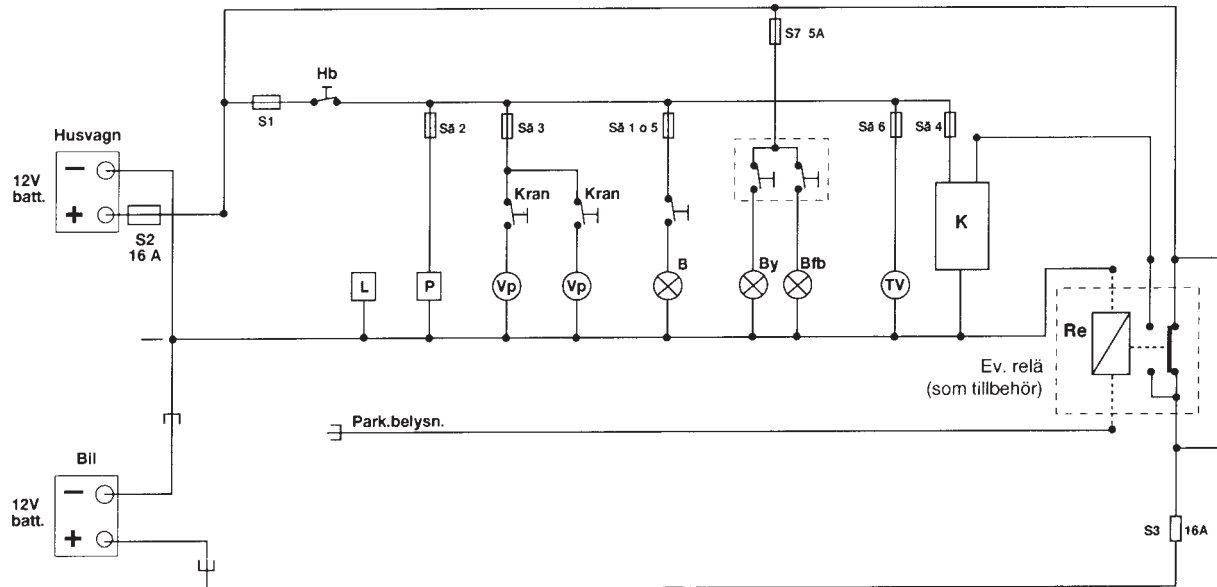 S7 5A
Hb
S1
Så 2
Så 3
Så 1 o 5
Så 6
Så 4
Husvagn
12V
batt.
−
+
S2
16 A
Kran
Kran
K
L
P
Vp
Vp
B
By
Bfb
TV
Re
Ev. relä
(som tillbehör)
Park.belysn.
Bil
12V
batt.
−
+
S3
16A